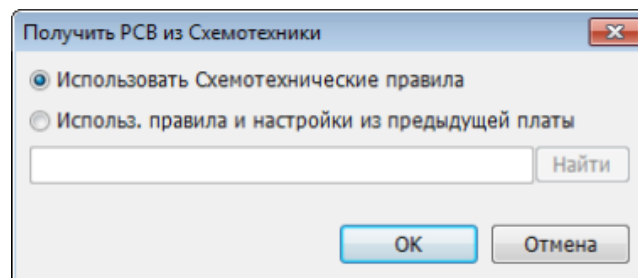 Получить PCB из Схемотехники
Использовать Схемотехнические правила
Использ. правила и настройки из предыдущей платы
Найти
OK Отмена